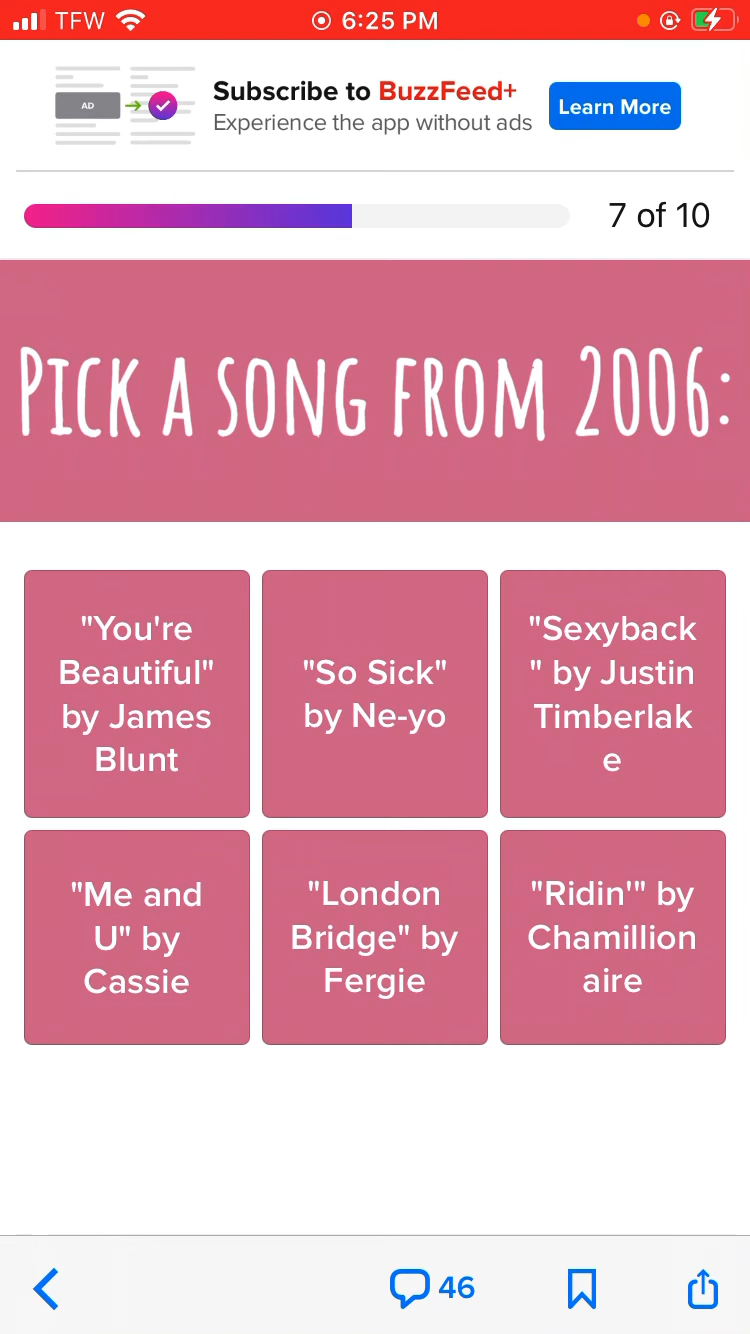 TFW 6:25 PM
Subscribe to BuzzFeed+
Experience the app without ads
AD
Learn More
7 of 10
PICK A SONG FROM 2006:
"You're
Beautiful"
by James
Blunt
"So Sick"
by Ne-yo
"Sexyback
" by Justin
Timberlak
e
"Me and
U" by
Cassie
"London
Bridge" by
Fergie
"Ridin'" by
Chamillion
aire
46